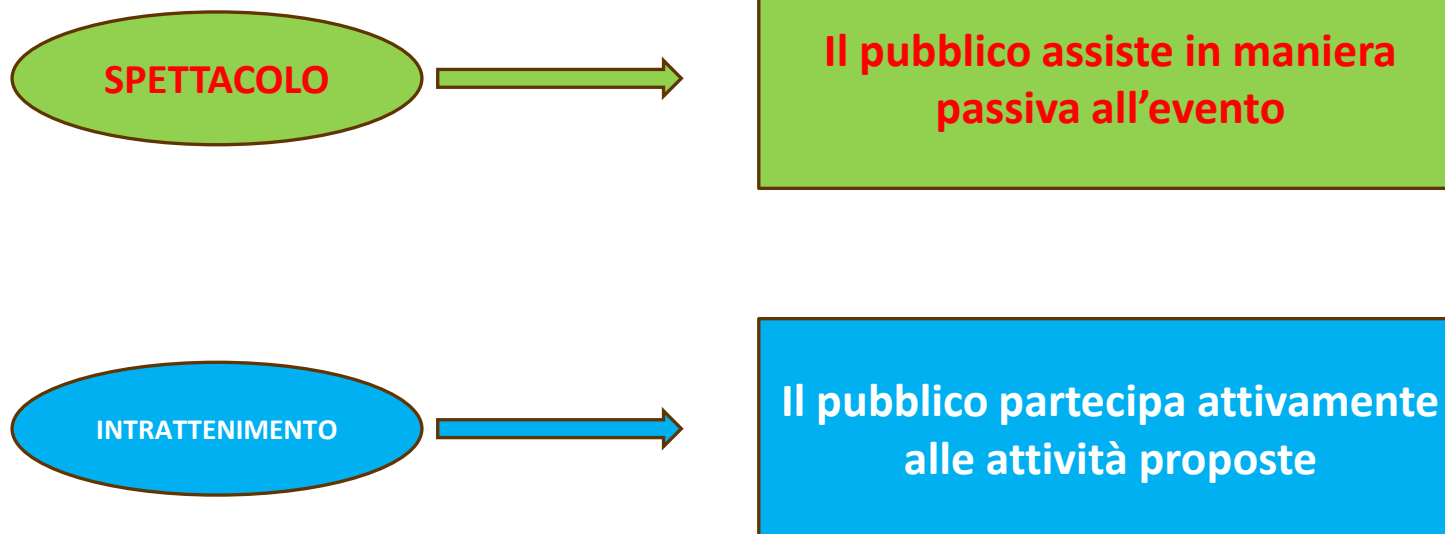 SPETTACOLO
Il pubblico assiste in maniera
passiva all’evento
INTRATTENIMENTO
Il pubblico partecipa attivamente
alle attività proposte